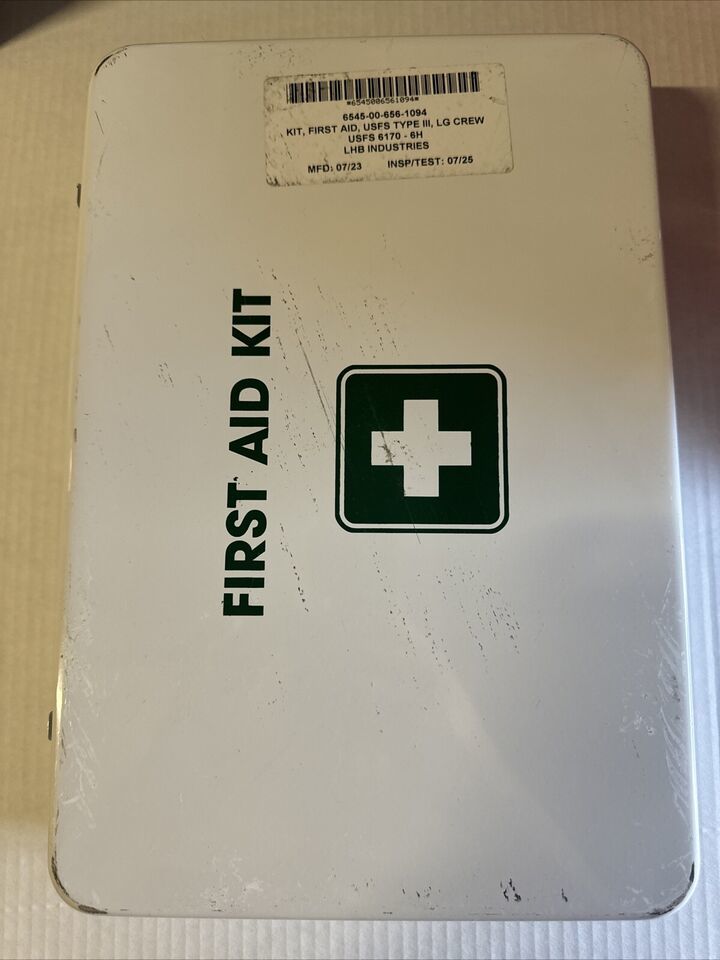 *6545006561094*
6545-00-656-1094
KIT, FIRST AID, USFS TYPE III, LG CREW
USFS 6170 - 6H
LHB INDUSTRIES
MFD: 07/23 INSP/TEST: 07/25
FIRST AID KIT